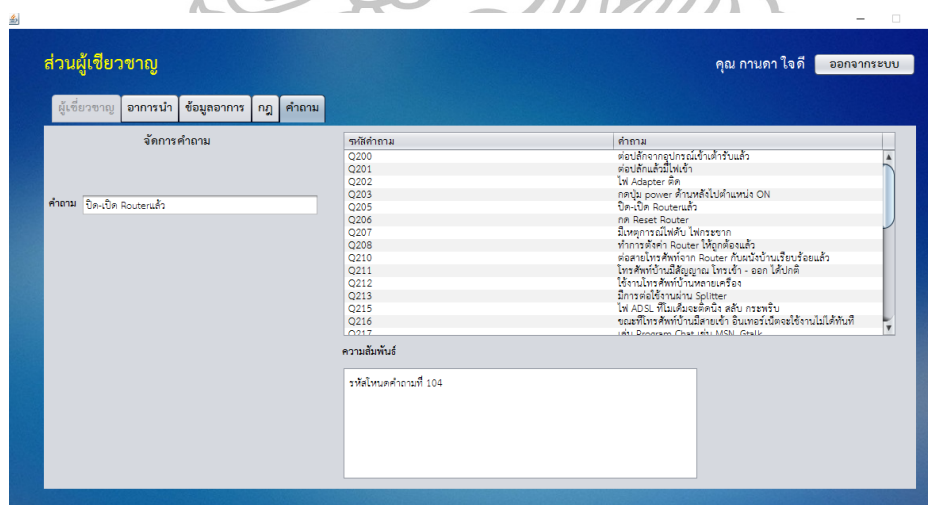 ส่วนผู้เชี่ยวชาญ
คุณ กานดา ใจดี
ออกจากระบบ
ผู้เชี่ยวชาญ อาการนำ ข้อมูลอาการ กฎ คำถาม
จัดการคำถาม
คำถาม ปิด-เปิด Routerแล้ว
รหัสคำถาม คำถาม
Q200 ต่อปลั๊กจากอุปกรณ์เข้าเต้ารับแล้ว
Q201 ต่อปลั๊กแล้วมีไฟเข้า
Q202 ไฟ Adapter ติด
Q203 กดปุ่ม power ด้านหลังไปตำแหน่ง ON
Q205 ปิด-เปิด Routerแล้ว
Q206 กด Reset Router
Q207 มีเหตุการณ์ไฟดับ ไฟกระชาก
Q208 ทำการตั้งค่า Router ให้ถูกต้องแล้ว
Q210 ต่อสายโทรศัพท์จาก Router กับผนังบ้านเรียบร้อยแล้ว
Q211 โทรศัพท์บ้านมีสัญญาณ โทรเข้า - ออก ได้ปกติ
Q212 ใช้งานโทรศัพท์บ้านหลายเครื่อง
Q213 มีการต่อใช้งานผ่าน Splitter
Q215 ไฟ ADSL ที่โมเด็มจะติดนิ่ง สลับ กระพริบ
Q216 ขณะที่โทรศัพท์บ้านมีสายเข้า อินเทอร์เน็ตจะใช้งานไม่ได้ทันที
Q217 เล่น Program Chat เช่น MSN, Gtalk
ความสัมพันธ์
รหัสโหนดคำถามที่ 104